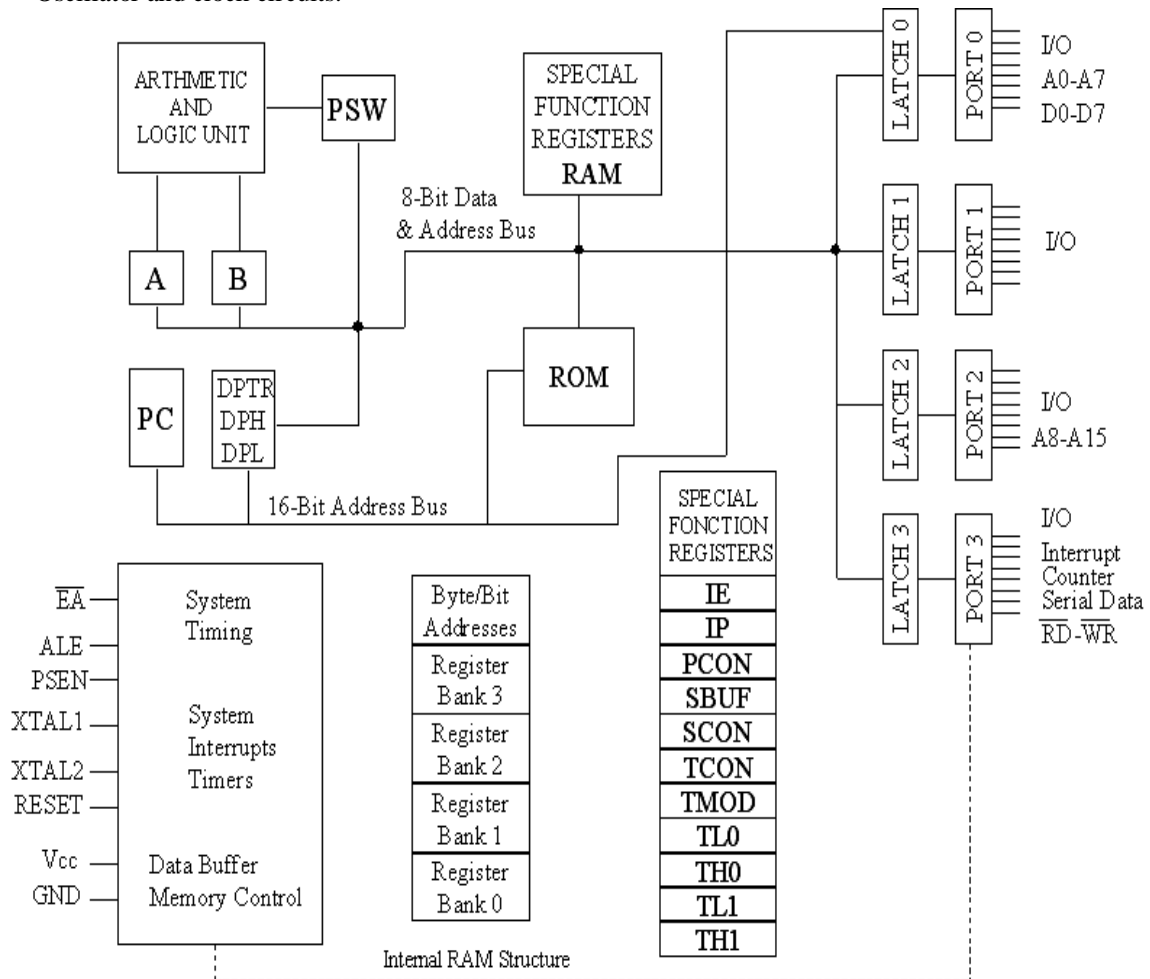 Oscillator and clock circuits.
ARTHMETIC
AND
LOGIC UNIT
PSW
SPECIAL
FUNCTION
REGISTERS
RAM
8-Bit Data
& Address Bus
A
B
PC
DPTR
DPH
DPL
ROM
16-Bit Address Bus
LATCH 0
PORT 0
I/O
A0-A7
D0-D7
LATCH 1
PORT 1
I/O
LATCH 2
PORT 2
I/O
A8-A15
LATCH 3
PORT 3
I/O
Interrupt
Counter
Serial Data
RD-WR
EA
ALE
PSEN
XTAL1
XTAL2
RESET
Vcc
GND
System
Timing
System
Interrupts
Timers
Data Buffer
Memory Control
Byte/Bit
Addresses
Register
Bank 3
Register
Bank 2
Register
Bank 1
Register
Bank 0
Internal RAM Structure
SPECIAL
FONCTION
REGISTERS
IE
IP
PCON
SBUF
SCON
TCON
TMOD
TL0
TH0
TL1
TH1